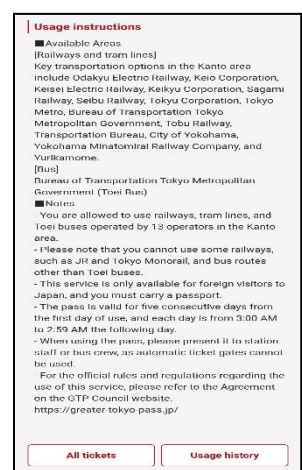 Usage instructions
■Available Areas
[Railways and tram lines]
Key transportation options in the Kanto area
include Odakyu Electric Railway, Keio Corporation,
Keisei Electric Railway, Keikyu Corporation, Sagami
Railway, Seibu Railway, Tokyu Corporation, Tokyo
Metro, Bureau of Transportation Tokyo
Metropolitan Government, Tobu Railway,
Transportation Bureau, City of Yokohama,
Yokohama Minatomirai Railway Company, and
Yurikamome.
[Bus]
Bureau of Transportation Tokyo Metropolitan
Government (Toei Bus)
■Notes
- You are allowed to use railways, tram lines, and
Toei buses operated by 13 operators in the Kanto
area.
- Please note that you cannot use some railways,
such as JR and Tokyo Monorail, and bus routes
other than Toei buses.
- This service is only available for foreign visitors to
Japan, and you must carry a passport.
- The pass is valid for five consecutive days from
the first day of use, and each day is from 3:00 AM
to 2:59 AM the following day.
- When using the pass, please present it to station
staff or bus crew, as automatic ticket gates cannot
be used.
- For the official rules and regulations regarding the
use of this service, please refer to the Agreement
on the GTP Council website.
https://greater-tokyo-pass.jp/
All tickets
Usage history